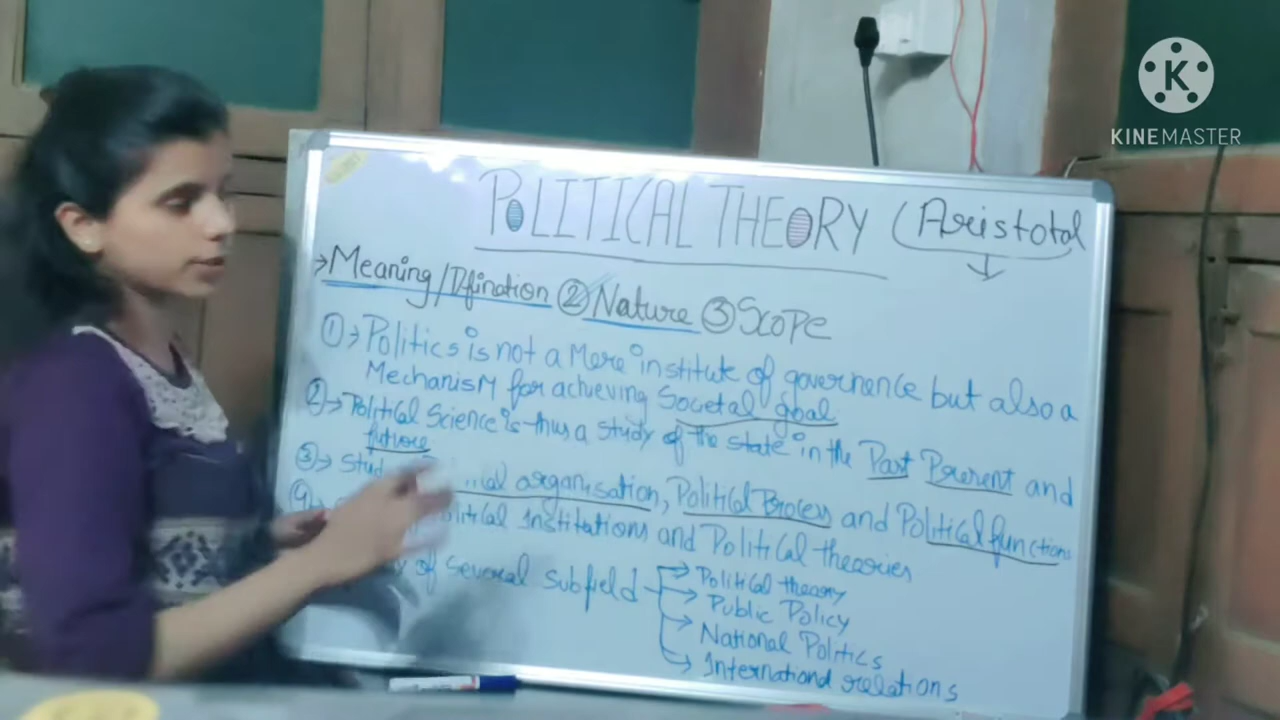 POLITICAL THEORY (Aristotal
→Meaning/Dfination ② Nature ③ Scope
①→Politics is not a Mere institute of governence but also a
Mechanism for achieving Societal goal
②→Political Science is thus a study of the state in the Past Present and
future
③→ Stud al organisation, Political Process and Political functions
④ Political Institations and Political theories
of several subfield → Political theory
→ Public Policy
→ National Politics
→ International relations
K
KINEMASTER